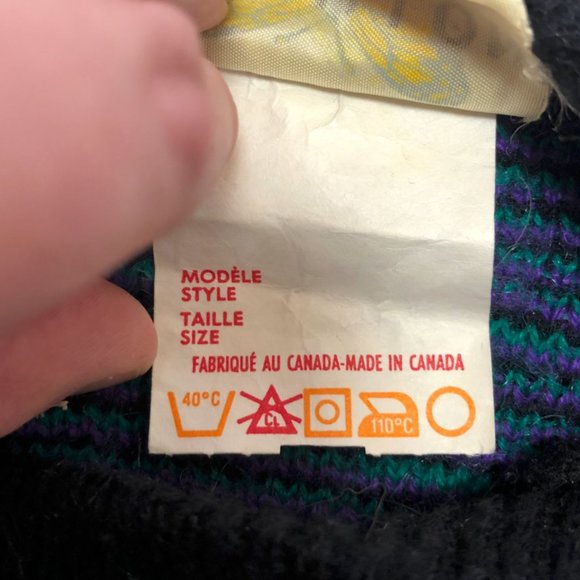 MODÈLE
STYLE
TAILLE
SIZE
FABRIQUÉ AU CANADA-MADE IN CANADA
40°C CL 110°C